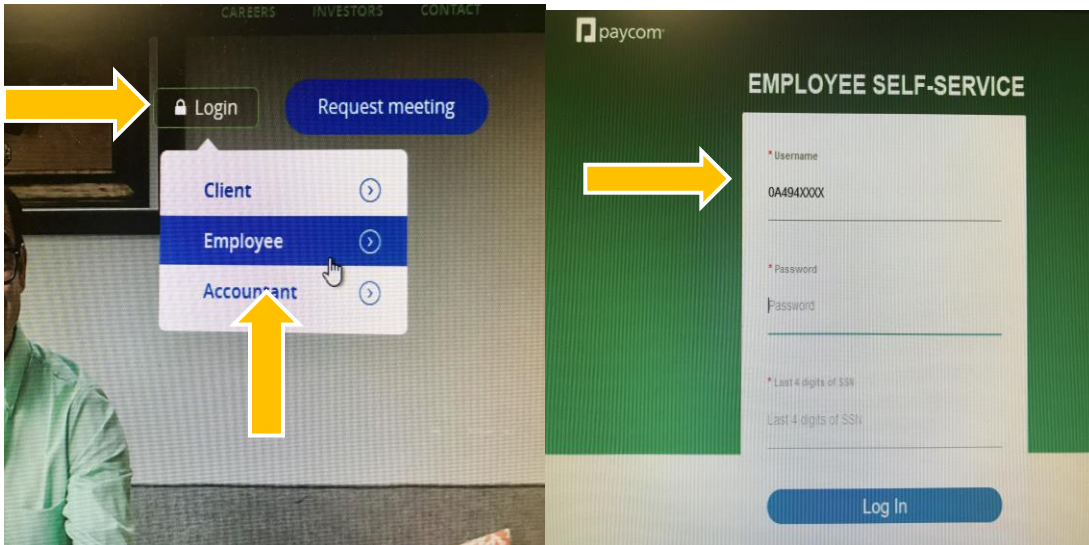 CAREERS INVESTORS CONTACT
Login
Request meeting
Client
Employee
Accountant
paycom
EMPLOYEE SELF-SERVICE
* Username
0A494XXXX
* Password
Password
* Last 4 digits of SSN
Last 4 digits of SSN
Log In